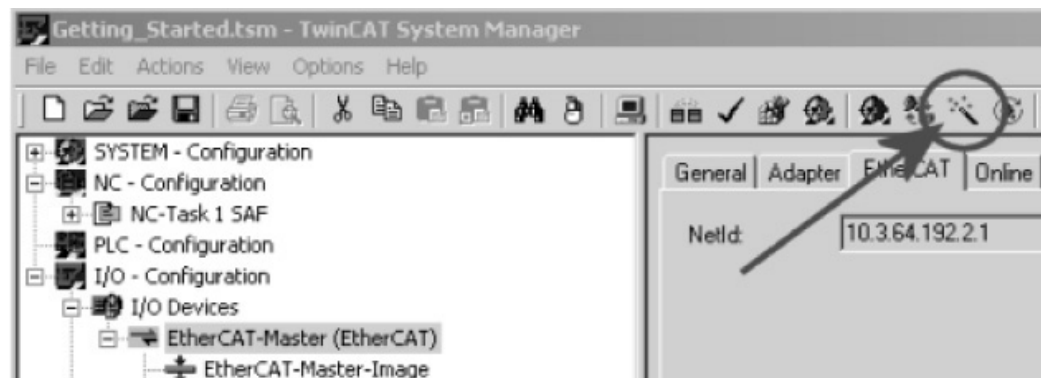 Getting_Started.tsm - TwinCAT System Manager
File Edit Actions View Options Help
SYSTEM - Configuration
NC - Configuration
NC-Task 1 SAF
PLC - Configuration
I/O - Configuration
I/O Devices
EtherCAT-Master (EtherCAT)
EtherCAT-Master-Image
General Adapter EtherCAT Online
NetId: 10.3.64.192.2.1